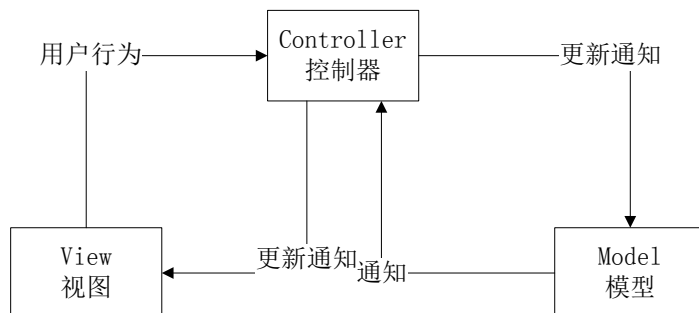 Controller
控制器
用户行为
更新通知
更新通知
通知
View
视图
Model
模型